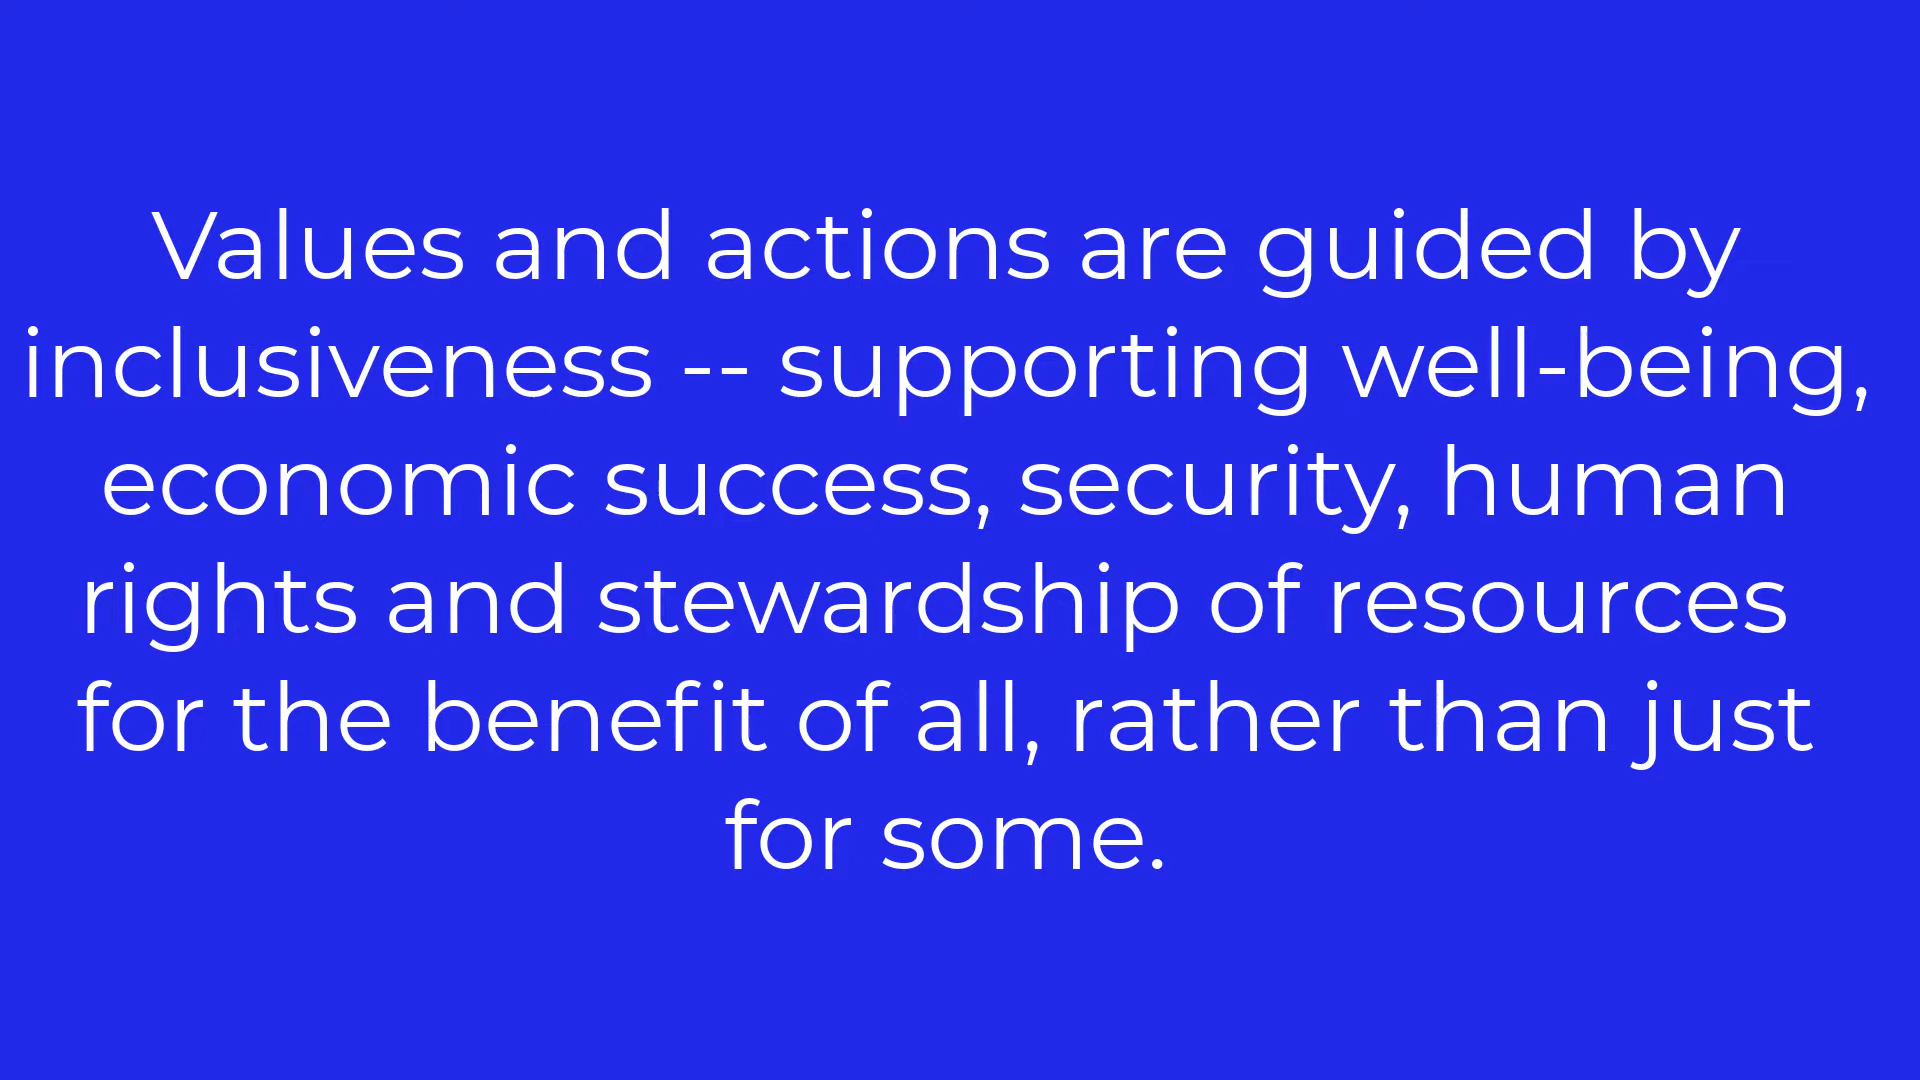 Values and actions are guided by
inclusiveness -- supporting well-being,
economic success, security, human
rights and stewardship of resources
for the benefit of all, rather than just
for some.